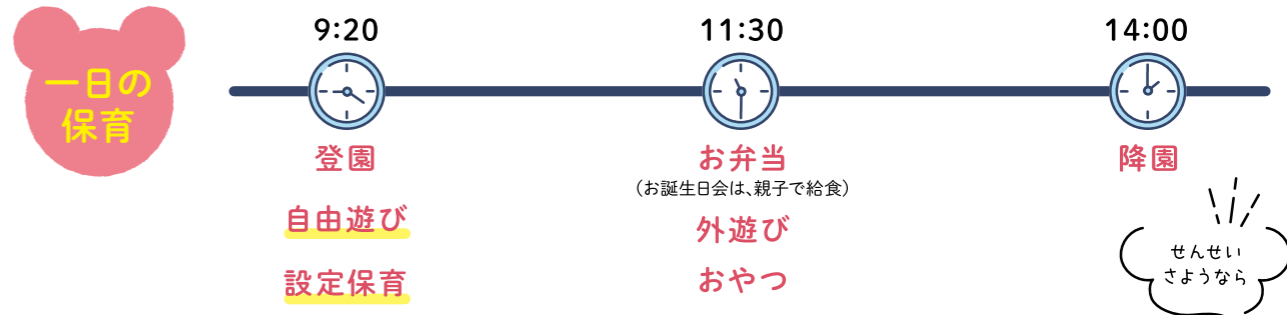 一日の
保育
9:20
登園
自由遊び
設定保育
11:30
お弁当
(お誕生日会は、親子で給食)
外遊び
おやつ
14:00
降園
せんせい
さようなら